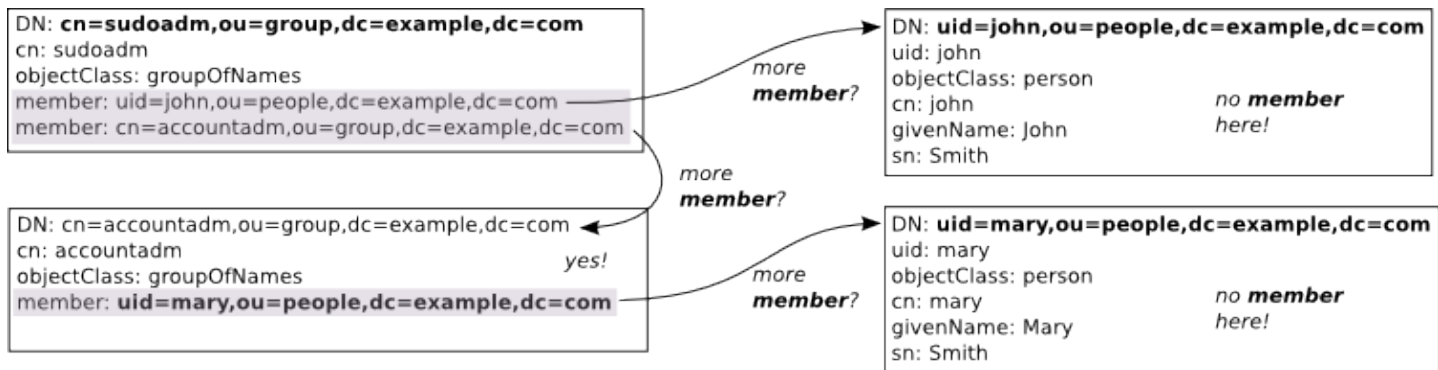 DN: cn=sudoadm,ou=group,dc=example,dc=com
cn: sudoadm
objectClass: groupOfNames
member: uid=john,ou=people,dc=example,dc=com
member: cn=accountadm,ou=group,dc=example,dc=com
more
member?
DN: uid=john,ou=people,dc=example,dc=com
uid: john
objectClass: person
cn: john
givenName: John
sn: Smith
no member
here!
more
member?
DN: cn=accountadm,ou=group,dc=example,dc=com
cn: accountadm
objectClass: groupOfNames
member: uid=mary,ou=people,dc=example,dc=com
yes!
more
member?
DN: uid=mary,ou=people,dc=example,dc=com
uid: mary
objectClass: person
cn: mary
givenName: Mary
sn: Smith
no member
here!